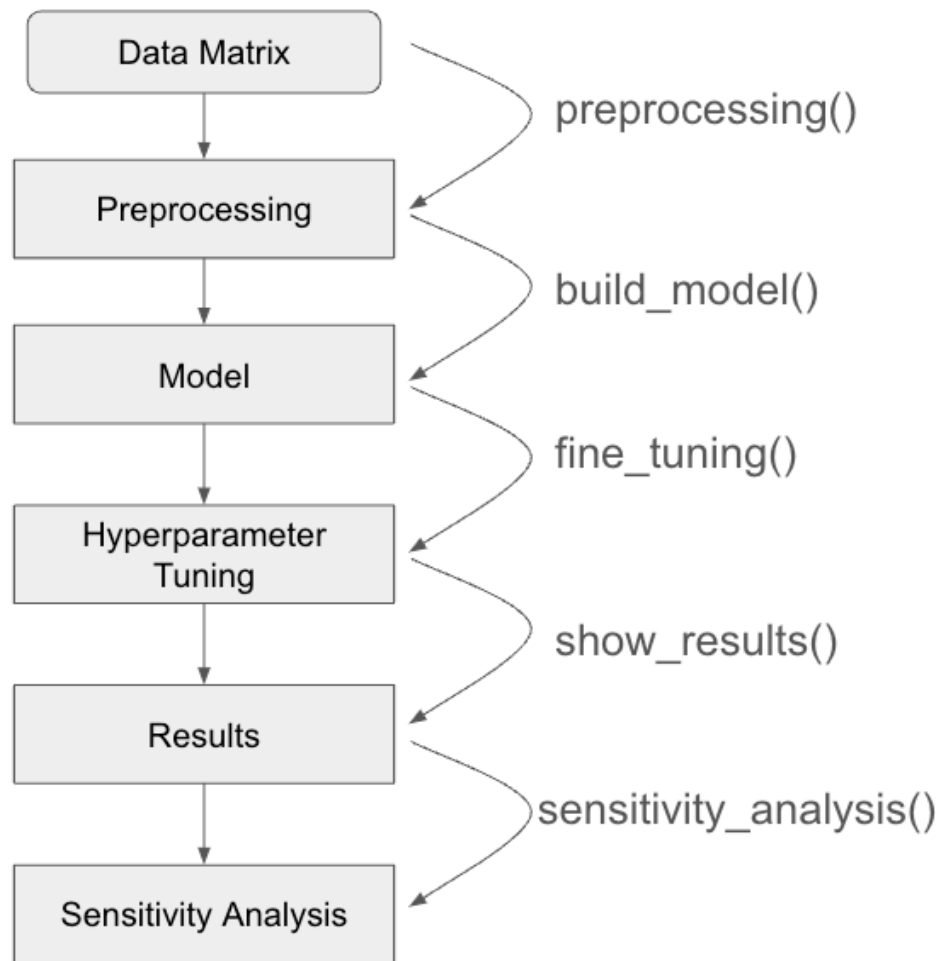 Data Matrix
preprocessing()
Preprocessing
build_model()
Model
fine_tuning()
Hyperparameter
Tuning
show_results()
Results
sensitivity_analysis()
Sensitivity Analysis